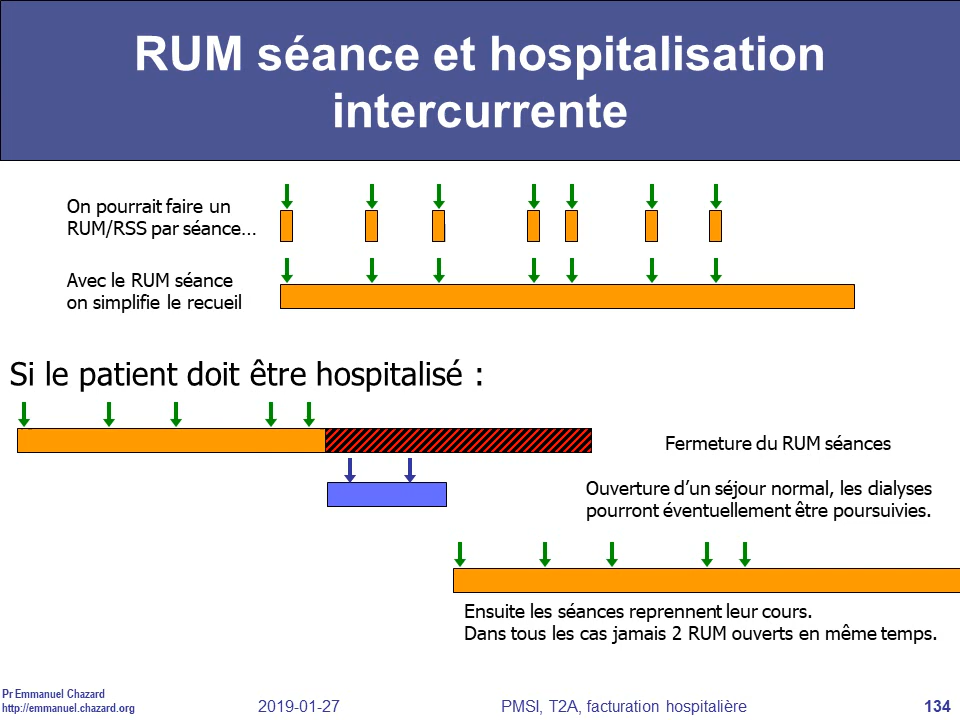 RUM séance et hospitalisation
intercurrente
On pourrait faire un
RUM/RSS par séance...
Avec le RUM séance
on simplifie le recueil
Si le patient doit être hospitalisé :
Fermeture du RUM séances
Ouverture d’un séjour normal, les dialyses
pourront éventuellement être poursuivies.
Ensuite les séances reprennent leur cours.
Dans tous les cas jamais 2 RUM ouverts en même temps.
Pr Emmanuel Chazard
http://emmanuel.chazard.org
2019-01-27
PMSI, T2A, facturation hospitalière
134